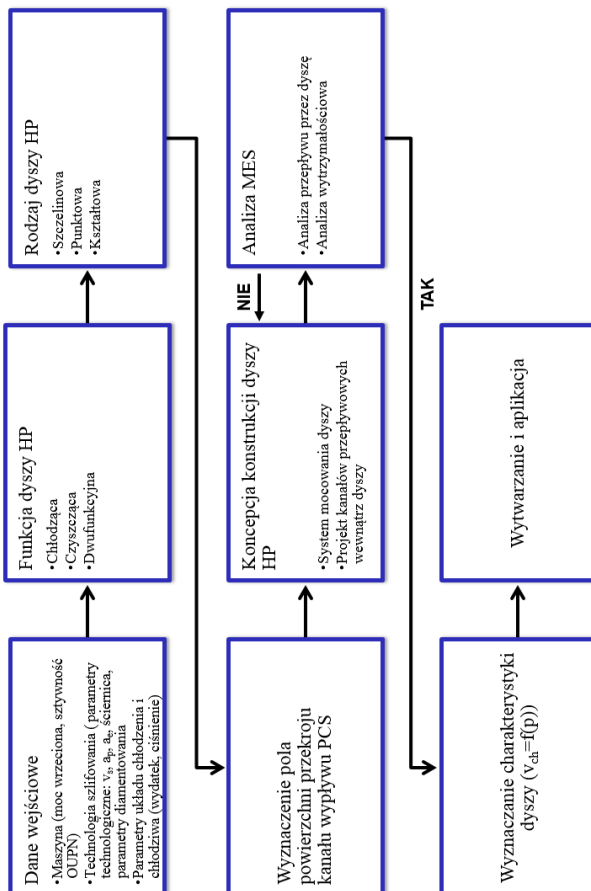 Dane wejściowe
•Maszyna (moc wrzeciona, sztywność
OUPN)
•Technologia szlifowania ( parametry
technologiczne: vs, ap, ae, ściernica,
parametry diamentowania
•Parametry układu chłodzenia i
chłodziwa (wydatek, ciśnienie)
Funkcja dyszy HP
•Chłodząca
•Czyszcząca
•Dwufunkcyjna
Rodzaj dyszy HP
•Szczelinowa
•Punktowa
•Kształtowa
Wyznaczenie pola
powierzchni przekroju
kanału wypływu PCS
Koncepcja konstrukcji dyszy
HP
•System mocowania dyszy
•Projekt kanałów przepływowych
wewnątrz dyszy
NIE
Analiza MES
•Analiza przepływu przez dyszę
•Analiza wytrzymałościowa
TAK
Wyznaczanie charakterystyki
dyszy (vch=f(p))
Wytwarzanie i aplikacja